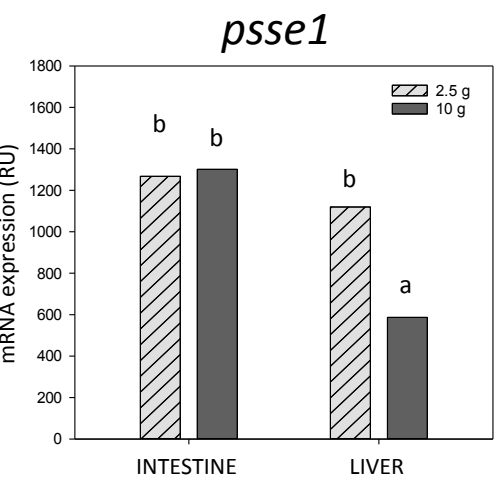 psse1
mRNA expression (RU)
1800
1600
1400
1200
1000
800
600
400
200
0
2.5 g
10 g
b
b
b
a
INTESTINE
LIVER